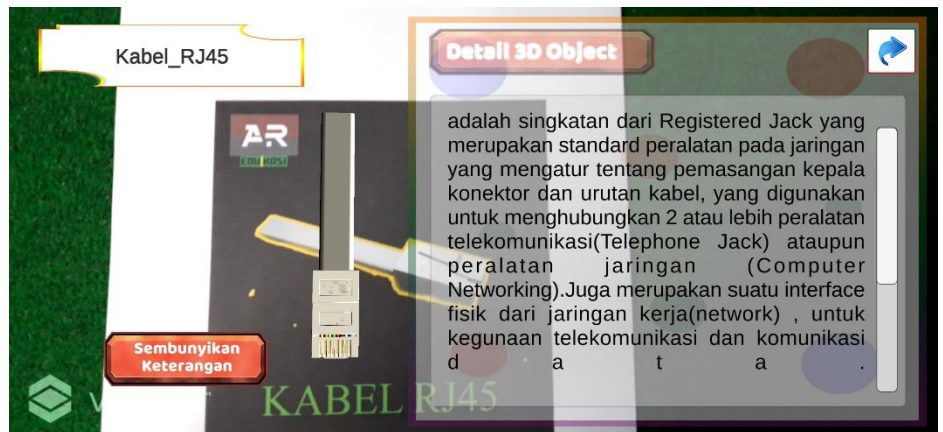 Kabel_RJ45
Detail 3D Object
adalah singkatan dari Registered Jack yang
merupakan standard peralatan pada jaringan
yang mengatur tentang pemasangan kepala
konektor dan urutan kabel, yang digunakan
untuk menghubungkan 2 atau lebih peralatan
telekomunikasi(Telephone Jack) ataupun
peralatan jaringan (Computer
Networking).Juga merupakan suatu interface
fisik dari jaringan kerja(network) , untuk
kegunaan telekomunikasi dan komunikasi
d a t a .
AR
EDUKASI
Sembunyikan
Keterangan
KABEL RJ45